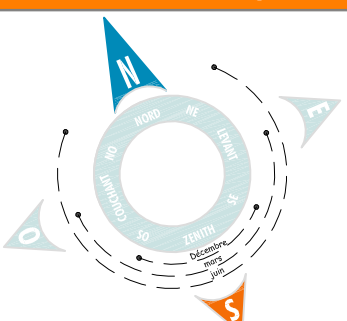 N
E
NORD
NE
NO
LEVANT
COUCHANT
SE
O
SO
ZENITH
Décembre
mars
juin
S